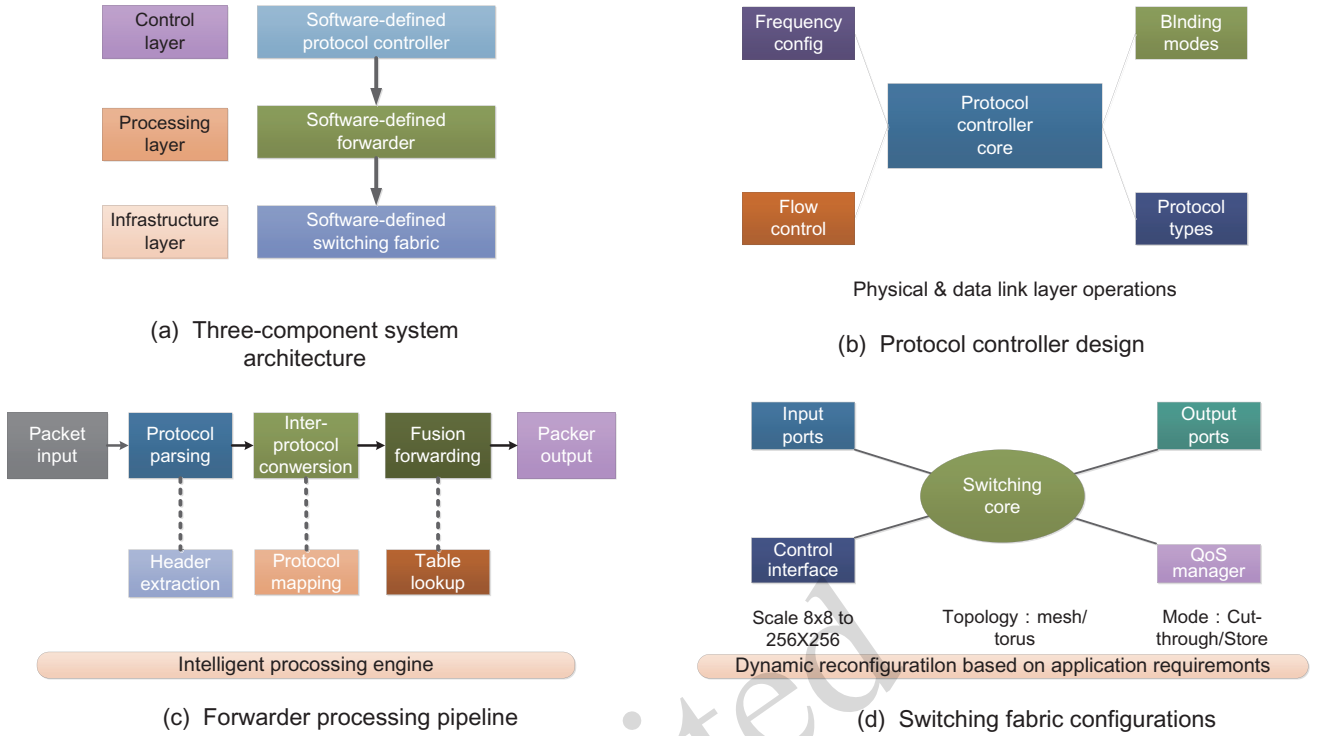 Control
layer
Software-defined
protocol controller
Processing
layer
Software-defined
forwarder
Infrastructure
layer
Software-defined
switching fabric
(a) Three-component system
architecture
Frequency
config
BInding
modes
Protocol
controller
core
Flow
control
Protocol
types
Physical & data link layer operations
(b) Protocol controller design
Packet
input
Protocol
parsing
Inter-
protocol
conwersion
Fusion
forwarding
Packer
output
Header
extraction
Protocol
mapping
Table
lookup
Intelligent procossing engine
(c) Forwarder processing pipeline
Input
ports
Output
ports
Switching
core
Control
interface
QoS
manager
Scale 8x8 to
256X256
Topology：mesh/
torus
Mode：Cut-
through/Store
Dynamic reconfiguratilon based on application requiremonts
(d) Switching fabric configurations